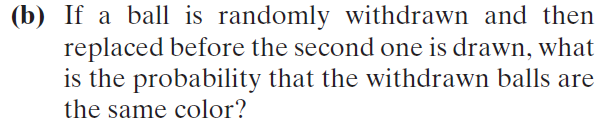 (b) If a ball is randomly withdrawn and then
replaced before the second one is drawn, what
is the probability that the withdrawn balls are
the same color?